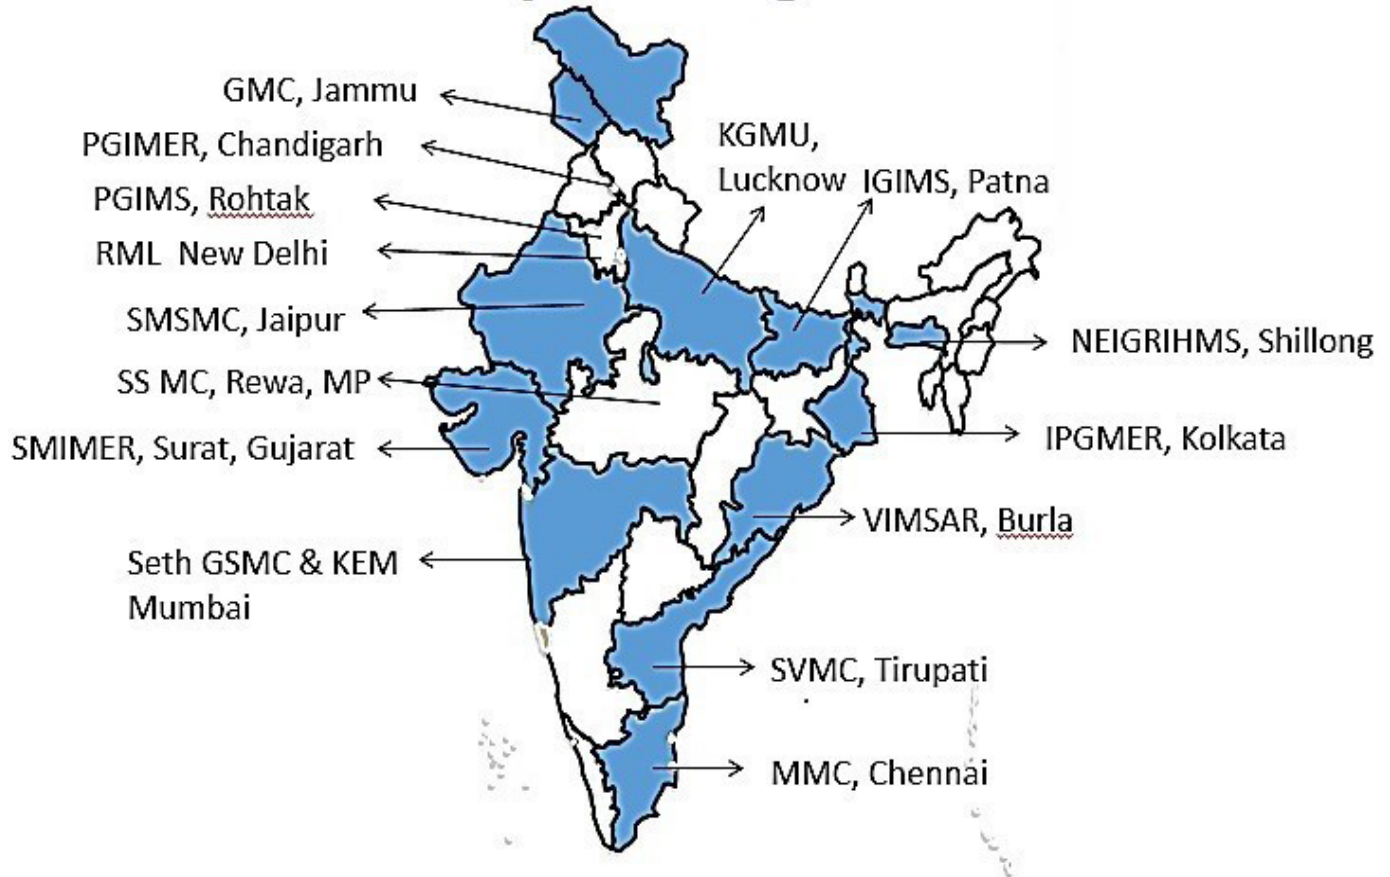 GMC, Jammu
PGIMER, Chandigarh
PGIMS, Rohtak
RML New Delhi
SMSMC, Jaipur
SS MC, Rewa, MP
SMIMER, Surat, Gujarat
Seth GSMC & KEM
Mumbai
KGMU,
Lucknow
IGIMS, Patna
NEIGRIHMS, Shillong
IPGMER, Kolkata
VIMSAR, Burla
SVMC, Tirupati
MMC, Chennai